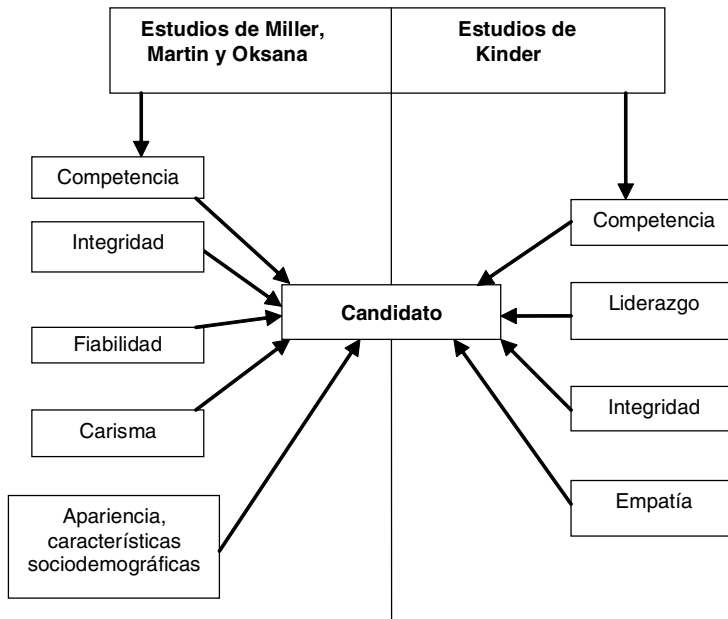 Estudios de Miller,
Martin y Oksana
Estudios de
Kinder
Competencia
Integridad
Fiabilidad
Carisma
Apariencia,
características
sociodemográficas
Candidato
Competencia
Liderazgo
Integridad
Empatía